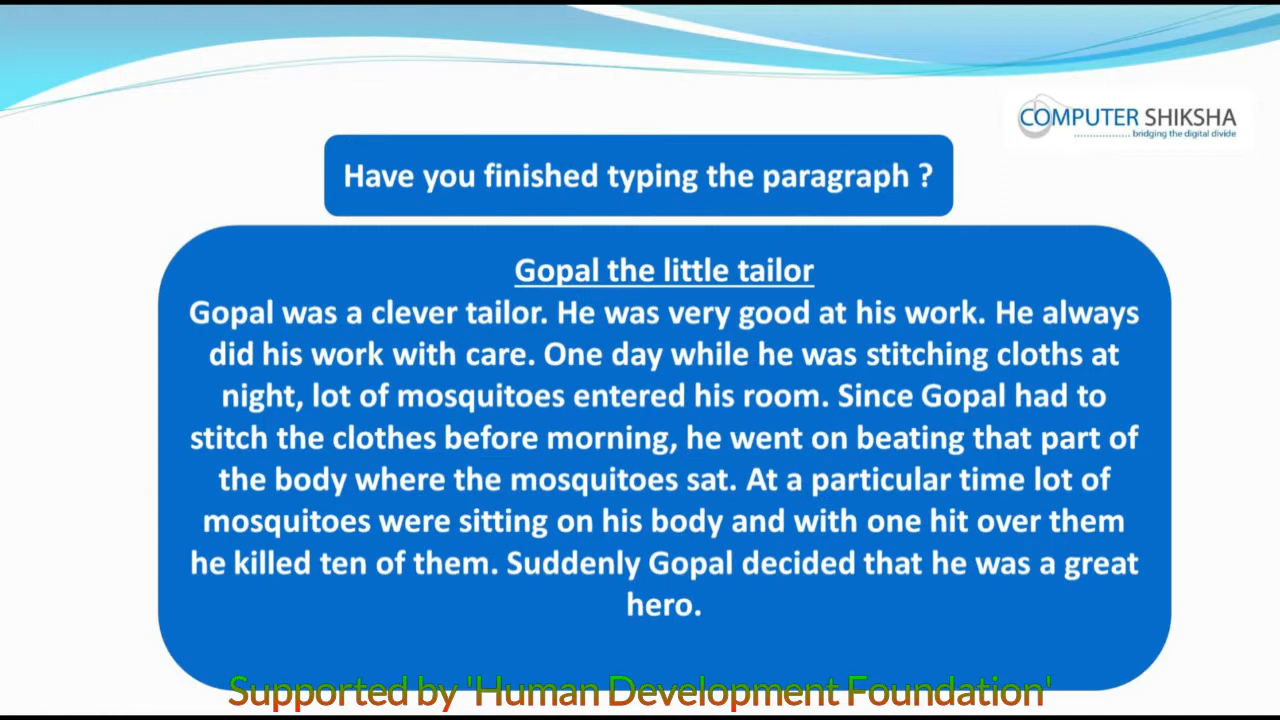 COMPUTER SHIKSHA
bridging the digital divide
Have you finished typing the paragraph ?
Gopal the little tailor
Gopal was a clever tailor. He was very good at his work. He always
did his work with care. One day while he was stitching cloths at
night, lot of mosquitoes entered his room. Since Gopal had to
stitch the clothes before morning, he went on beating that part of
the body where the mosquitoes sat. At a particular time lot of
mosquitoes were sitting on his body and with one hit over them
he killed ten of them. Suddenly Gopal decided that he was a great
hero.
Supported by 'Human Development Foundation'